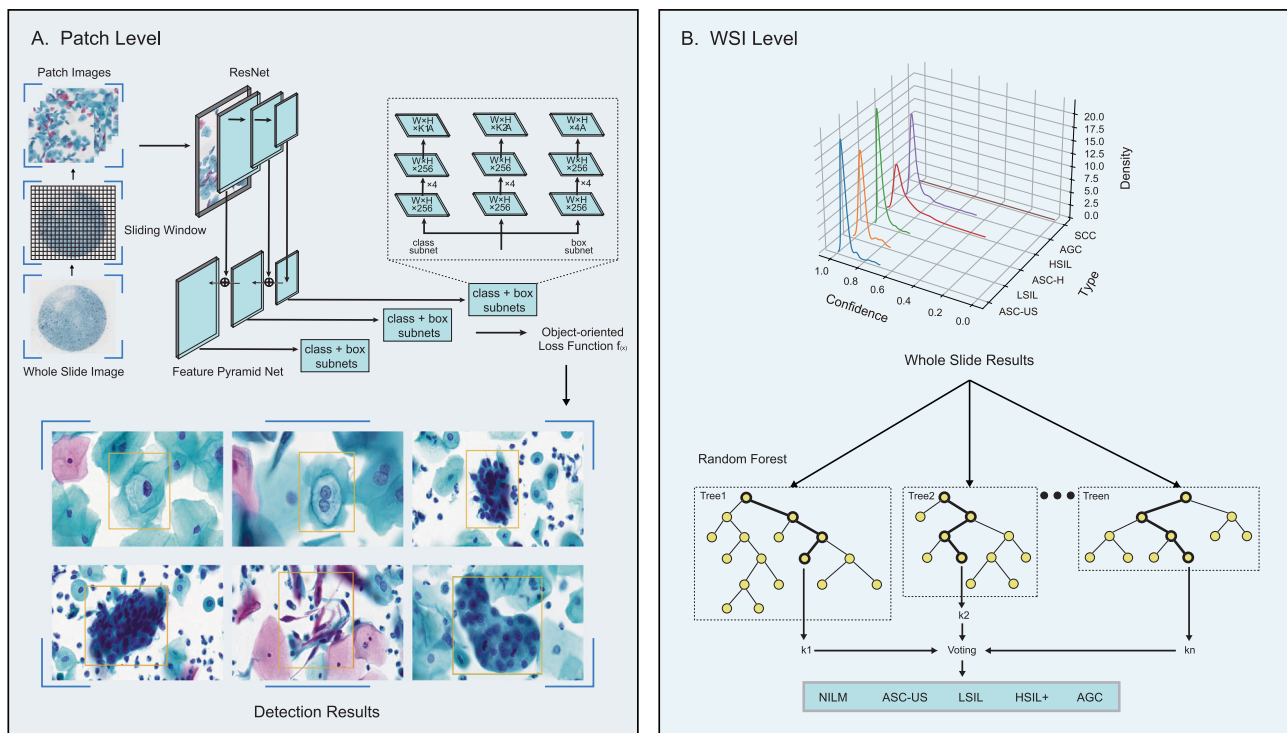 A. Patch Level
Patch Images
ResNet
Sliding Window
Whole Slide Image
Feature Pyramid Net
W×H
×K1A
W×H
×K2A
W×H
×4A
W×H
×256
W×H
×256
W×H
×256
×4
×4
×4
W×H
×256
W×H
×256
W×H
×256
class
subnet
box
subnet
class + box
subnets
class + box
subnets
class + box
subnets
Object-oriented
Loss Function f(x)
Detection Results
B. WSI Level
20.0
17.5
15.0
12.5
10.0
7.5
5.0
2.5
0.0
Density
SCC
AGC
HSIL
ASC-H
LSIL
ASC-US
Type
1.0
0.8
0.6
0.4
0.2
0.0
Confidence
Whole Slide Results
Random Forest
Tree1
Tree2
Treen
k2
k1
Voting
kn
NILM ASC-US LSIL HSIL+ AGC